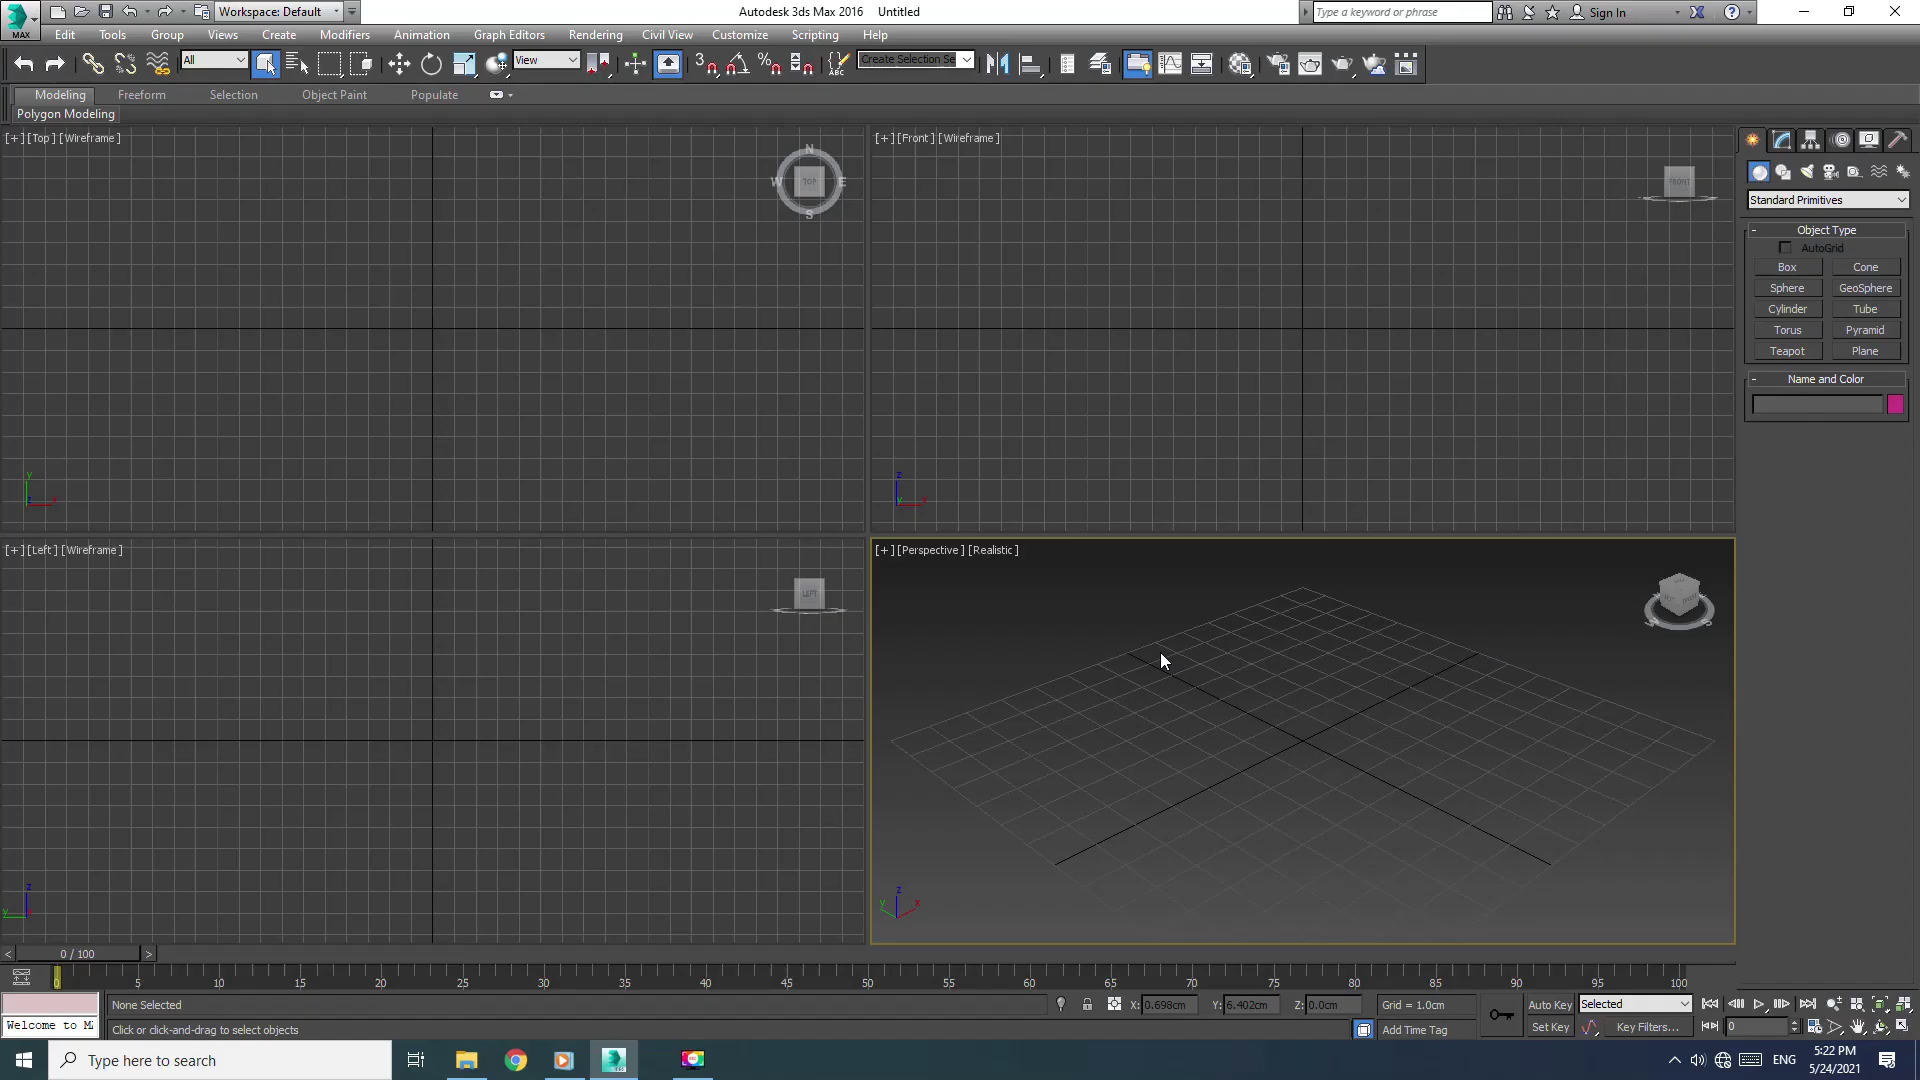 Workspace: Default
Autodesk 3ds Max 2016 Untitled
Type a keyword or phrase
Sign In
MAX
Edit Tools Group Views Create Modifiers Animation Graph Editors Rendering Civil View Customize Scripting Help
All
View
3
ABC
Create Selection Se
Modeling Freeform Selection Object Paint Populate
Polygon Modeling
[+] [Top] [Wireframe]
N
W TOP E
S
y
z x
[+] [Front] [Wireframe]
FRONT
z
y x
[+] [Left] [Wireframe]
LEFT
z
y
[+] [Perspective] [Realistic]
W S
z
y x
Standard Primitives
- Object Type
AutoGrid
Box Cone
Sphere GeoSphere
Cylinder Tube
Torus Pyramid
Teapot Plane
- Name and Color
< 0 / 100 >
0 5 10 15 20 25 30 35 40 45 50 55 60 65 70 75 80 85 90 95 100
None Selected
X: 0.698cm Y: 6.402cm Z: 0.0cm Grid = 1.0cm
Auto Key Selected
Welcome to M
Click or click-and-drag to select objects
Add Time Tag
Set Key Key Filters... 0
Type here to search
ENG
5:22 PM
5/24/2021